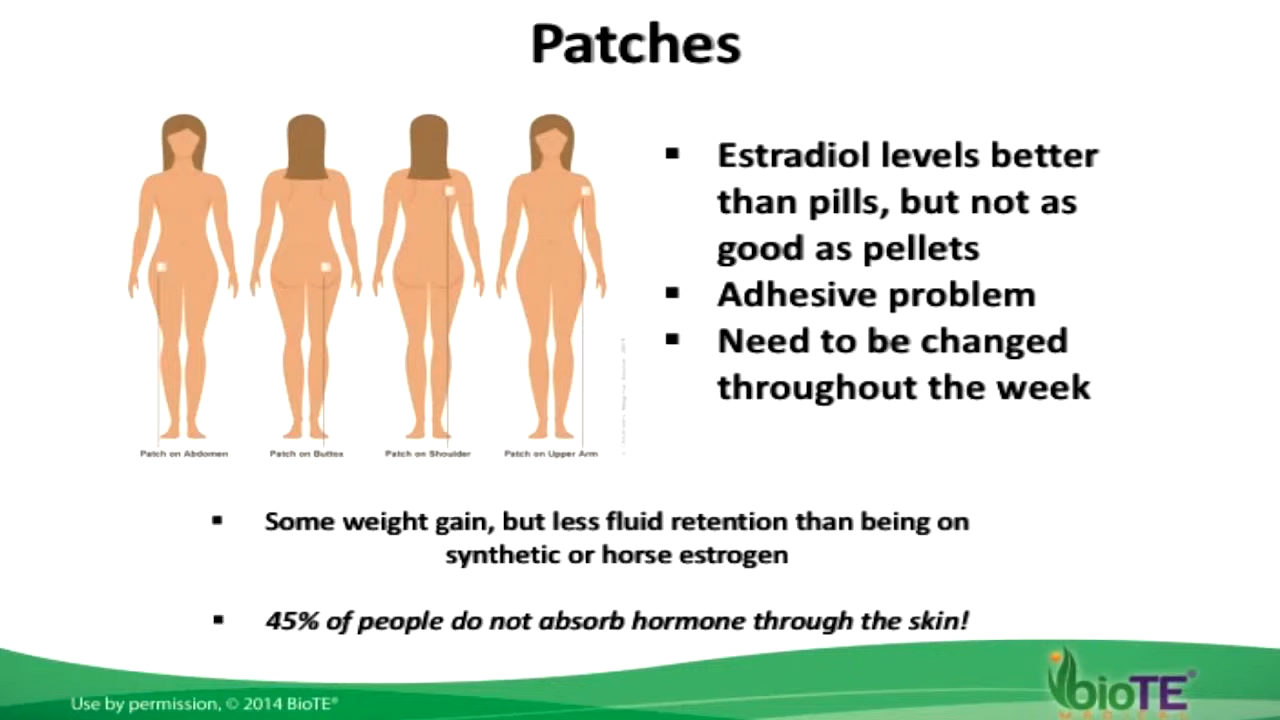 Patches
▪ Estradiol levels better
than pills, but not as
good as pellets
▪ Adhesive problem
▪ Need to be changed
throughout the week
Patch on Abdomen
Patch on Buttox
Patch on Shoulder
Patch on Upper Arm
▪ Some weight gain, but less fluid retention than being on
synthetic or horse estrogen
▪ 45% of people do not absorb hormone through the skin!
Use by permission, © 2014 BioTE®
bioTE®
MEDICAL